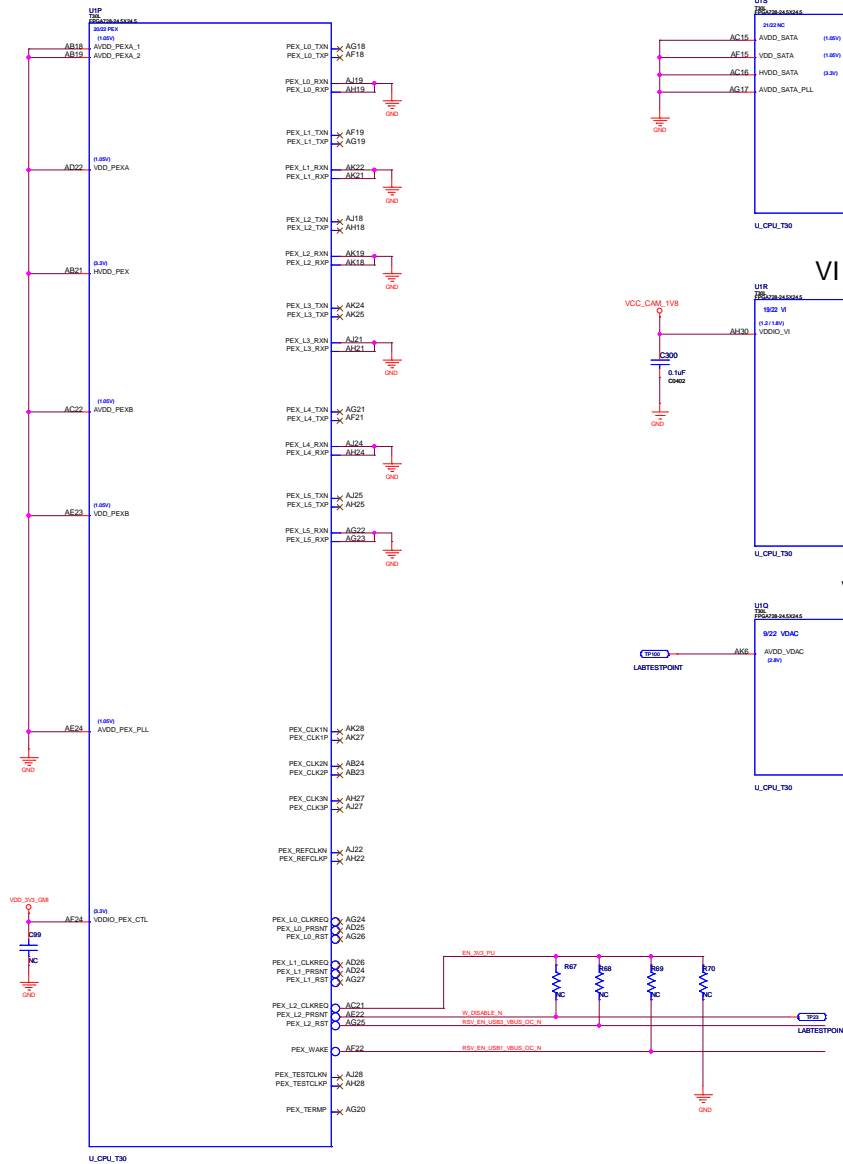 U1P
T30L
FPGA728-24.5X24.5
20/22 PEX
(1.05V)
AB18 AVDD_PEXA_1
AB19 AVDD_PEXA_2
(1.05V)
AD22 VDD_PEXA
(3.3V)
AB21 HVDD_PEX
(1.05V)
AC22 AVDD_PEXB
(1.05V)
AE23 VDD_PEXB
(1.05V)
AE24 AVDD_PEX_PLL
GND
VDD_3V3_GMI
(3.3V)
AF24 VDDIO_PEX_CTL
C99
NC
GND
PEX_L0_TXN AG18
PEX_L0_TXP AF18
PEX_L0_RXN AJ19
PEX_L0_RXP AH19
GND
PEX_L1_TXN AF19
PEX_L1_TXP AG19
PEX_L1_RXN AK22
PEX_L1_RXP AK21
GND
PEX_L2_TXN AJ18
PEX_L2_TXP AH18
PEX_L2_RXN AK19
PEX_L2_RXP AK18
GND
PEX_L3_TXN AK24
PEX_L3_TXP AK25
PEX_L3_RXN AJ21
PEX_L3_RXP AH21
GND
PEX_L4_TXN AG21
PEX_L4_TXP AF21
PEX_L4_RXN AJ24
PEX_L4_RXP AH24
GND
PEX_L5_TXN AJ25
PEX_L5_TXP AH25
PEX_L5_RXN AG22
PEX_L5_RXP AG23
GND
PEX_CLK1N AK28
PEX_CLK1P AK27
PEX_CLK2N AB24
PEX_CLK2P AB23
PEX_CLK3N AH27
PEX_CLK3P AJ27
PEX_REFCLKN AJ22
PEX_REFCLKP AH22
PEX_L0_CLKREQ AG24
PEX_L0_PRSNT AD25
PEX_L0_RST AG26
PEX_L1_CLKREQ AD26
PEX_L1_PRSNT AD24
PEX_L1_RST AG27
PEX_L2_CLKREQ AC21
PEX_L2_PRSNT AE22
PEX_L2_RST AG25
PEX_WAKE AF22
PEX_TESTCLKN AJ28
PEX_TESTCLKP AH28
PEX_TERMP AG20
U_CPU_T30
EN_3V3_PU
R67 R68 R69 R70
NC NC NC NC
W_DISABLE_N
TP23
RSV_EN_USB3_VBUS_OC_N
LABTESTPOIN
RSV_EN_USB1_VBUS_OC_N
GND
U1S
T30L
FPGA728-24.5X24.5
21/22 NC
AC15 AVDD_SATA (1.05V)
AF15 VDD_SATA (1.05V)
AC16 HVDD_SATA (3.3V)
AG17 AVDD_SATA_PLL
GND
U_CPU_T30
VI
U1R
T30L
FPGA728-24.5X24.5
19/22 VI
VCC_CAM_1V8
(1.2 / 1.8V)
AH30 VDDIO_VI
C300
0.1uF
C0402
GND
U_CPU_T30
U1Q
T30L
FPGA728-24.5X24.5
9/22 VDAC
TP100 AK6 AVDD_VDAC
(2.8V)
LABTESTPOINT
U_CPU_T30